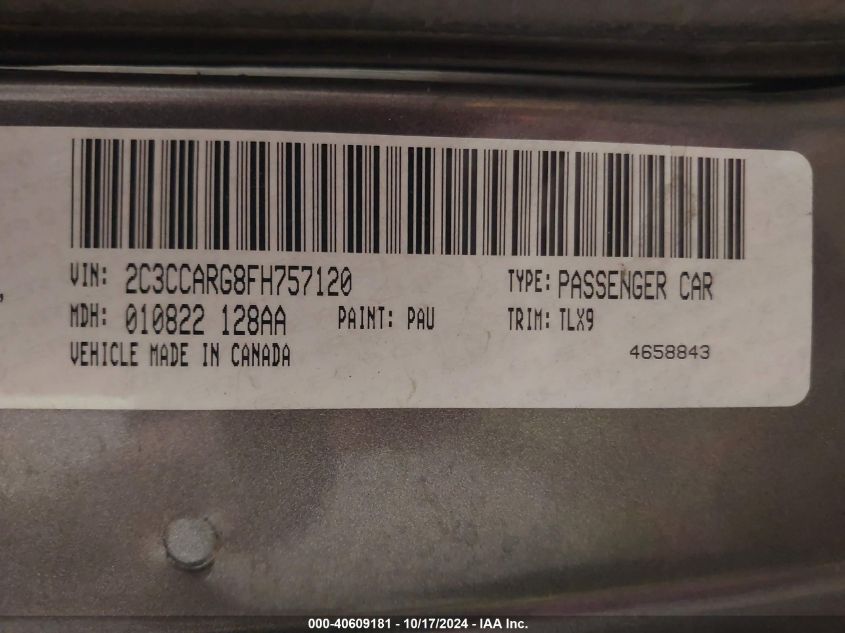 VIN: 2C3CCARG8FH757120 TYPE: PASSENGER CAR
MDH: 010822 128AA PAINT: PAU TRIM: TLX9
VEHICLE MADE IN CANADA 4658843
000-40609181 - 10/17/2024 - IAA Inc.